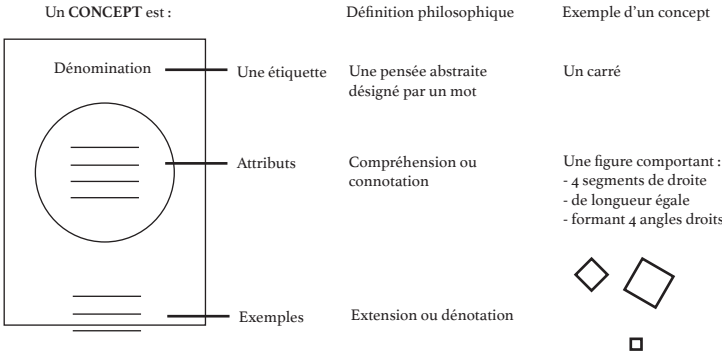 Un CONCEPT est :
Définition philosophique
Exemple d'un concept
Dénomination
Une étiquette
Une pensée abstraite
désigné par un mot
Un carré
Attributs
Compréhension ou
connotation
Une figure comportant :
- 4 segments de droite
- de longueur égale
- formant 4 angles droits
Exemples
Extension ou dénotation